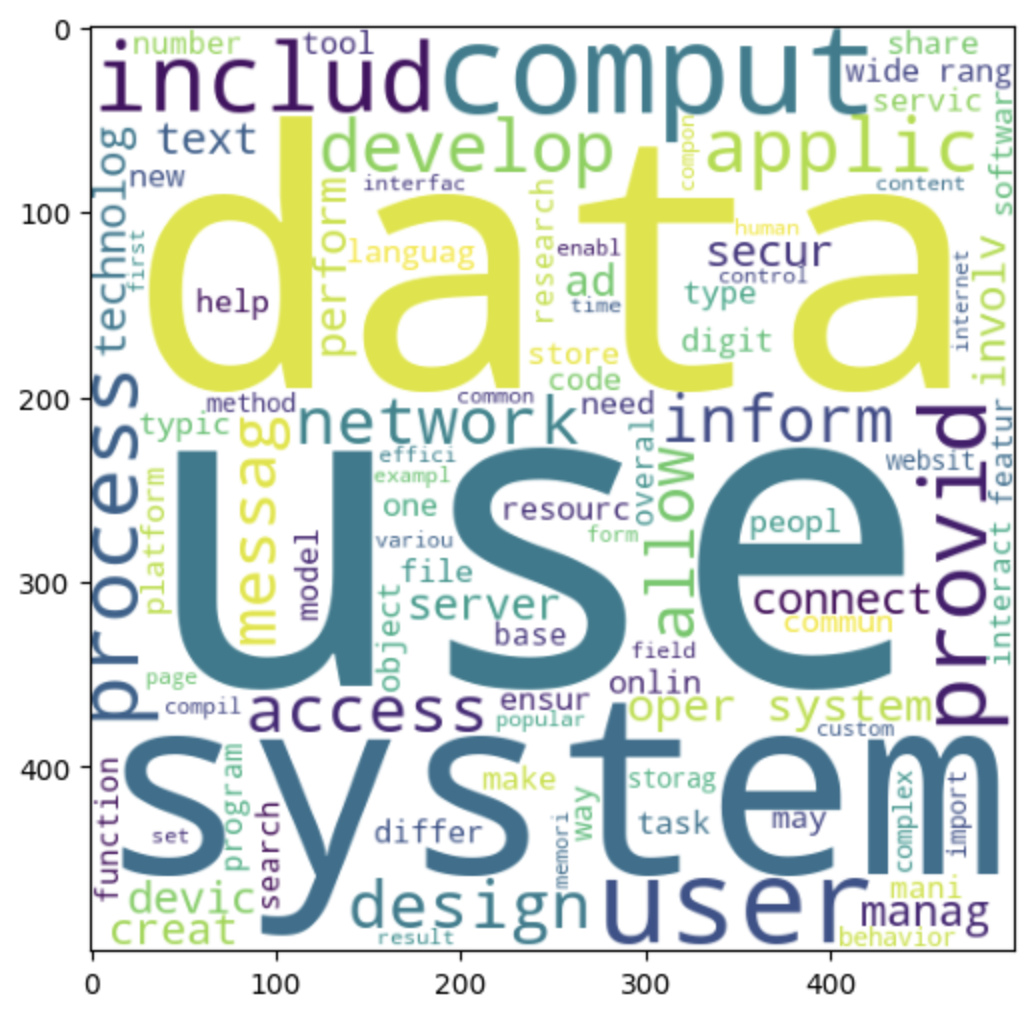 0
number
tool
includ
comput
share
wide rang
servic
software
technolog
text
develop
compon
applic
new
interfac
content
data
first
help
perform
languag
research
enabl
human
secur
control
ad
time
type
digit
store
code
internet
involv
100
200
process
method
common
need
typic
network
inform
messag
effici
exampl
overal
websit
provid
interact featur
platform
use
model
one
variou
resourc
form
allow
peopl
file
server
object
base
connect
commun
300
field
page
compil
access
ensur
popular
onlin
oper system
custom
400
system
function
set
program
search
differ
make
memori
way
storag
task
may
complex
import
devic
creat
design
result
user
mani
manag
behavior
0 100 200 300 400